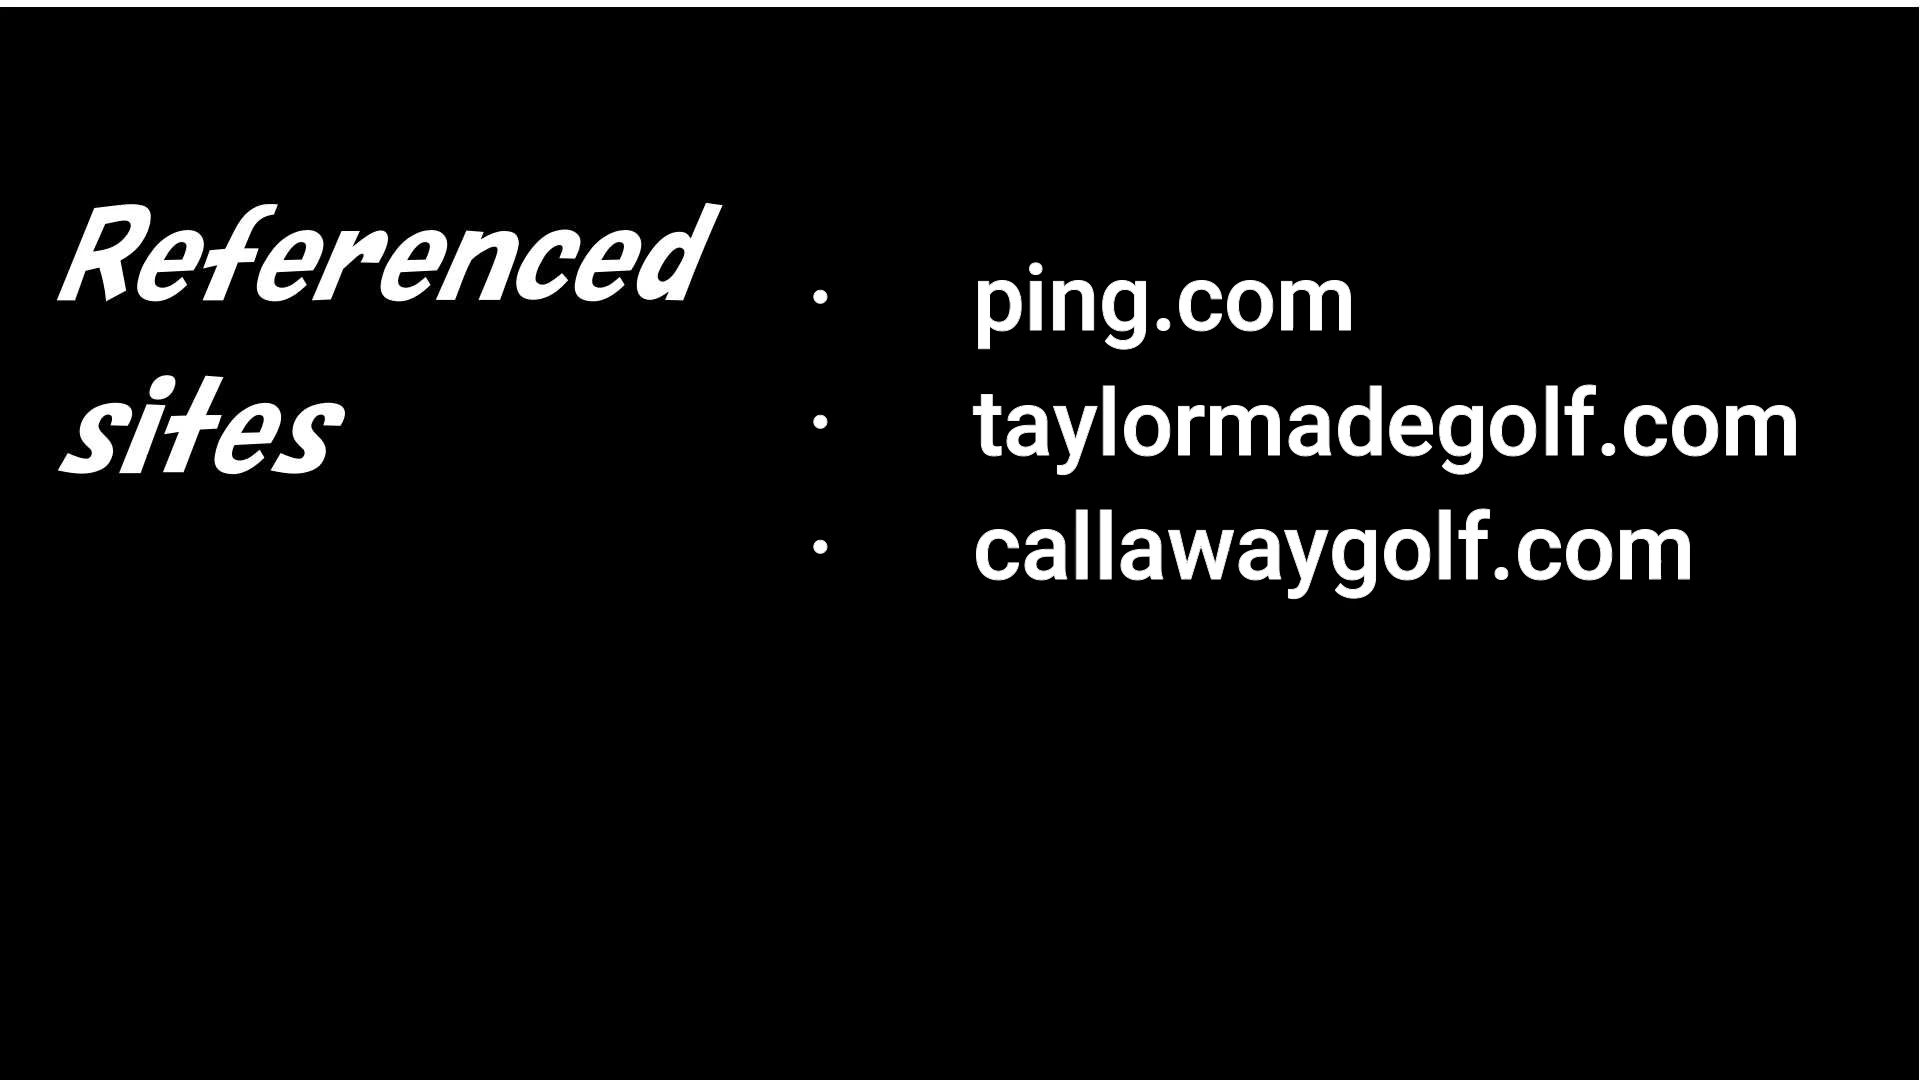 Referenced
sites
· ping.com
· taylormadegolf.com
· callawaygolf.com